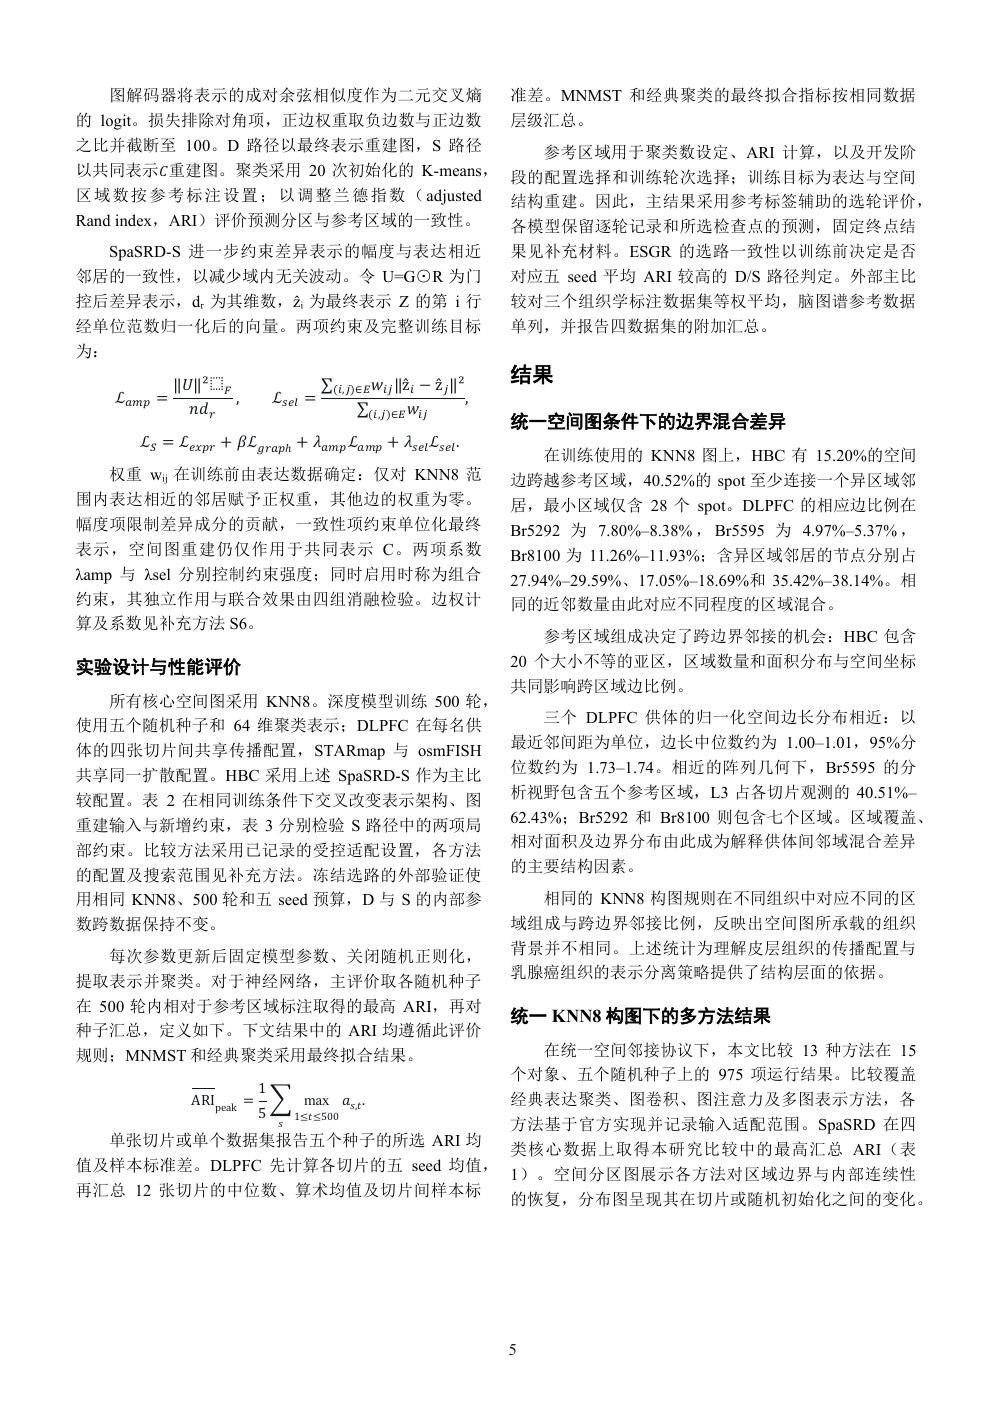 图解码器将表示的成对余弦相似度作为二元交叉熵
的 logit。损失排除对角项，正边权重取负边数与正边数
之比并截断至 100。D 路径以最终表示重建图，S 路径
以共同表示C重建图。聚类采用 20 次初始化的 K-means，
区域数按参考标注设置；以调整兰德指数（adjusted
Rand index，ARI）评价预测分区与参考区域的一致性。
SpaSRD-S 进一步约束差异表示的幅度与表达相近
邻居的一致性，以减少域内无关波动。令 U=G⊙R 为门
控后差异表示，dᵣ 为其维数，ẑᵢ 为最终表示 Z 的第 i 行
经单位范数归一化后的向量。两项约束及完整训练目标
为：
ℒ_amp = ‖U‖²⬚_F / nd_r , ℒ_sel = ∑_(i,j)∈E w_ij‖ẑ_i − ẑ_j‖² / ∑_(i,j)∈E w_ij ,
ℒ_S = ℒ_expr + βℒ_graph + λ_ampℒ_amp + λ_selℒ_sel.
权重 wᵢⱼ 在训练前由表达数据确定：仅对 KNN8 范
围内表达相近的邻居赋予正权重，其他边的权重为零。
幅度项限制差异成分的贡献，一致性项约束单位化最终
表示，空间图重建仍仅作用于共同表示 C。两项系数
λamp 与 λsel 分别控制约束强度；同时启用时称为组合
约束，其独立作用与联合效果由四组消融检验。边权计
算及系数见补充方法 S6。
实验设计与性能评价
所有核心空间图采用 KNN8。深度模型训练 500 轮，
使用五个随机种子和 64 维聚类表示；DLPFC 在每名供
体的四张切片间共享传播配置，STARmap 与 osmFISH
共享同一扩散配置。HBC 采用上述 SpaSRD-S 作为主比
较配置。表 2 在相同训练条件下交叉改变表示架构、图
重建输入与新增约束，表 3 分别检验 S 路径中的两项局
部约束。比较方法采用已记录的受控适配设置，各方法
的配置及搜索范围见补充方法。冻结选路的外部验证使
用相同 KNN8、500 轮和五 seed 预算，D 与 S 的内部参
数跨数据保持不变。
每次参数更新后固定模型参数、关闭随机正则化，
提取表示并聚类。对于神经网络，主评价取各随机种子
在 500 轮内相对于参考区域标注取得的最高 ARI，再对
种子汇总，定义如下。下文结果中的 ARI 均遵循此评价
规则；MNMST 和经典聚类采用最终拟合结果。
A̅R̅I̅_peak = 1/5 ∑_s max_{1≤t≤500} a_s,t.
单张切片或单个数据集报告五个种子的所选 ARI 均
值及样本标准差。DLPFC 先计算各切片的五 seed 均值，
再汇总 12 张切片的中位数、算术均值及切片间样本标
准差。MNMST 和经典聚类的最终拟合指标按相同数据
层级汇总。
参考区域用于聚类数设定、ARI 计算，以及开发阶
段的配置选择和训练轮次选择；训练目标为表达与空间
结构重建。因此，主结果采用参考标签辅助的选轮评价，
各模型保留逐轮记录和所选检查点的预测，固定终点结
果见补充材料。ESGR 的选路一致性以训练前决定是否
对应五 seed 平均 ARI 较高的 D/S 路径判定。外部主比
较对三个组织学标注数据集等权平均，脑图谱参考数据
单列，并报告四数据集的附加汇总。
结果
统一空间图条件下的边界混合差异
在训练使用的 KNN8 图上，HBC 有 15.20%的空间
边跨越参考区域，40.52%的 spot 至少连接一个异区域邻
居，最小区域仅含 28 个 spot。DLPFC 的相应边比例在
Br5292 为 7.80%–8.38%，Br5595 为 4.97%–5.37%，
Br8100 为 11.26%–11.93%；含异区域邻居的节点分别占
27.94%–29.59%、17.05%–18.69%和 35.42%–38.14%。相
同的近邻数量由此对应不同程度的区域混合。
参考区域组成决定了跨边界邻接的机会：HBC 包含
20 个大小不等的亚区，区域数量和面积分布与空间坐标
共同影响跨区域边比例。
三个 DLPFC 供体的归一化空间边长分布相近：以
最近邻间距为单位，边长中位数约为 1.00–1.01，95%分
位数约为 1.73–1.74。相近的阵列几何下，Br5595 的分
析视野包含五个参考区域，L3 占各切片观测的 40.51%–
62.43%；Br5292 和 Br8100 则包含七个区域。区域覆盖、
相对面积及边界分布由此成为解释供体间邻域混合差异
的主要结构因素。
相同的 KNN8 构图规则在不同组织中对应不同的区
域组成与跨边界邻接比例，反映出空间图所承载的组织
背景并不相同。上述统计为理解皮层组织的传播配置与
乳腺癌组织的表示分离策略提供了结构层面的依据。
统一 KNN8 构图下的多方法结果
在统一空间邻接协议下，本文比较 13 种方法在 15
个对象、五个随机种子上的 975 项运行结果。比较覆盖
经典表达聚类、图卷积、图注意力及多图表示方法，各
方法基于官方实现并记录输入适配范围。SpaSRD 在四
类核心数据上取得本研究比较中的最高汇总 ARI（表
1）。空间分区图展示各方法对区域边界与内部连续性
的恢复，分布图呈现其在切片或随机初始化之间的变化。
5